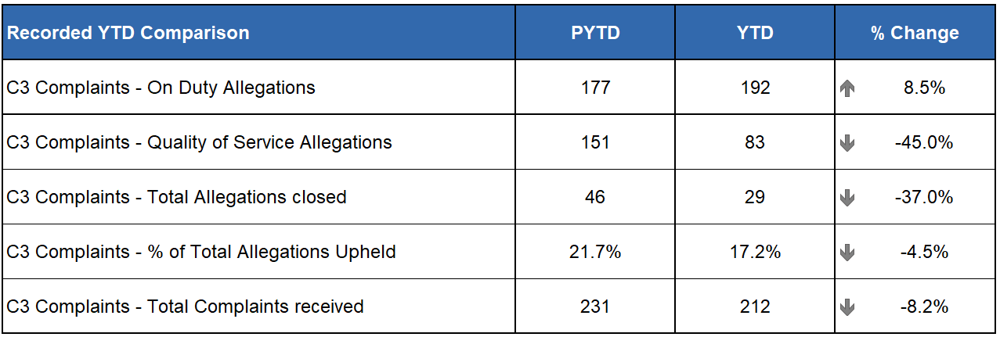 Recorded YTD Comparison PYTD YTD % Change
C3 Complaints - On Duty Allegations 177 192 8.5%
C3 Complaints - Quality of Service Allegations 151 83 -45.0%
C3 Complaints - Total Allegations closed 46 29 -37.0%
C3 Complaints - % of Total Allegations Upheld 21.7% 17.2% -4.5%
C3 Complaints - Total Complaints received 231 212 -8.2%